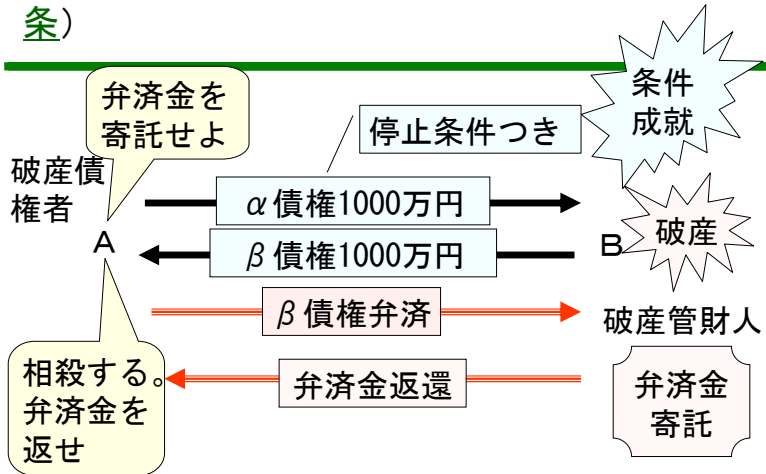 条）
弁済金を
寄託せよ
条件
成就
停止条件つき
破産債
権者
α債権1000万円
A
β債権1000万円
B
破産
β債権弁済
破産管財人
相殺する。
弁済金を
返せ
弁済金返還
弁済金
寄託